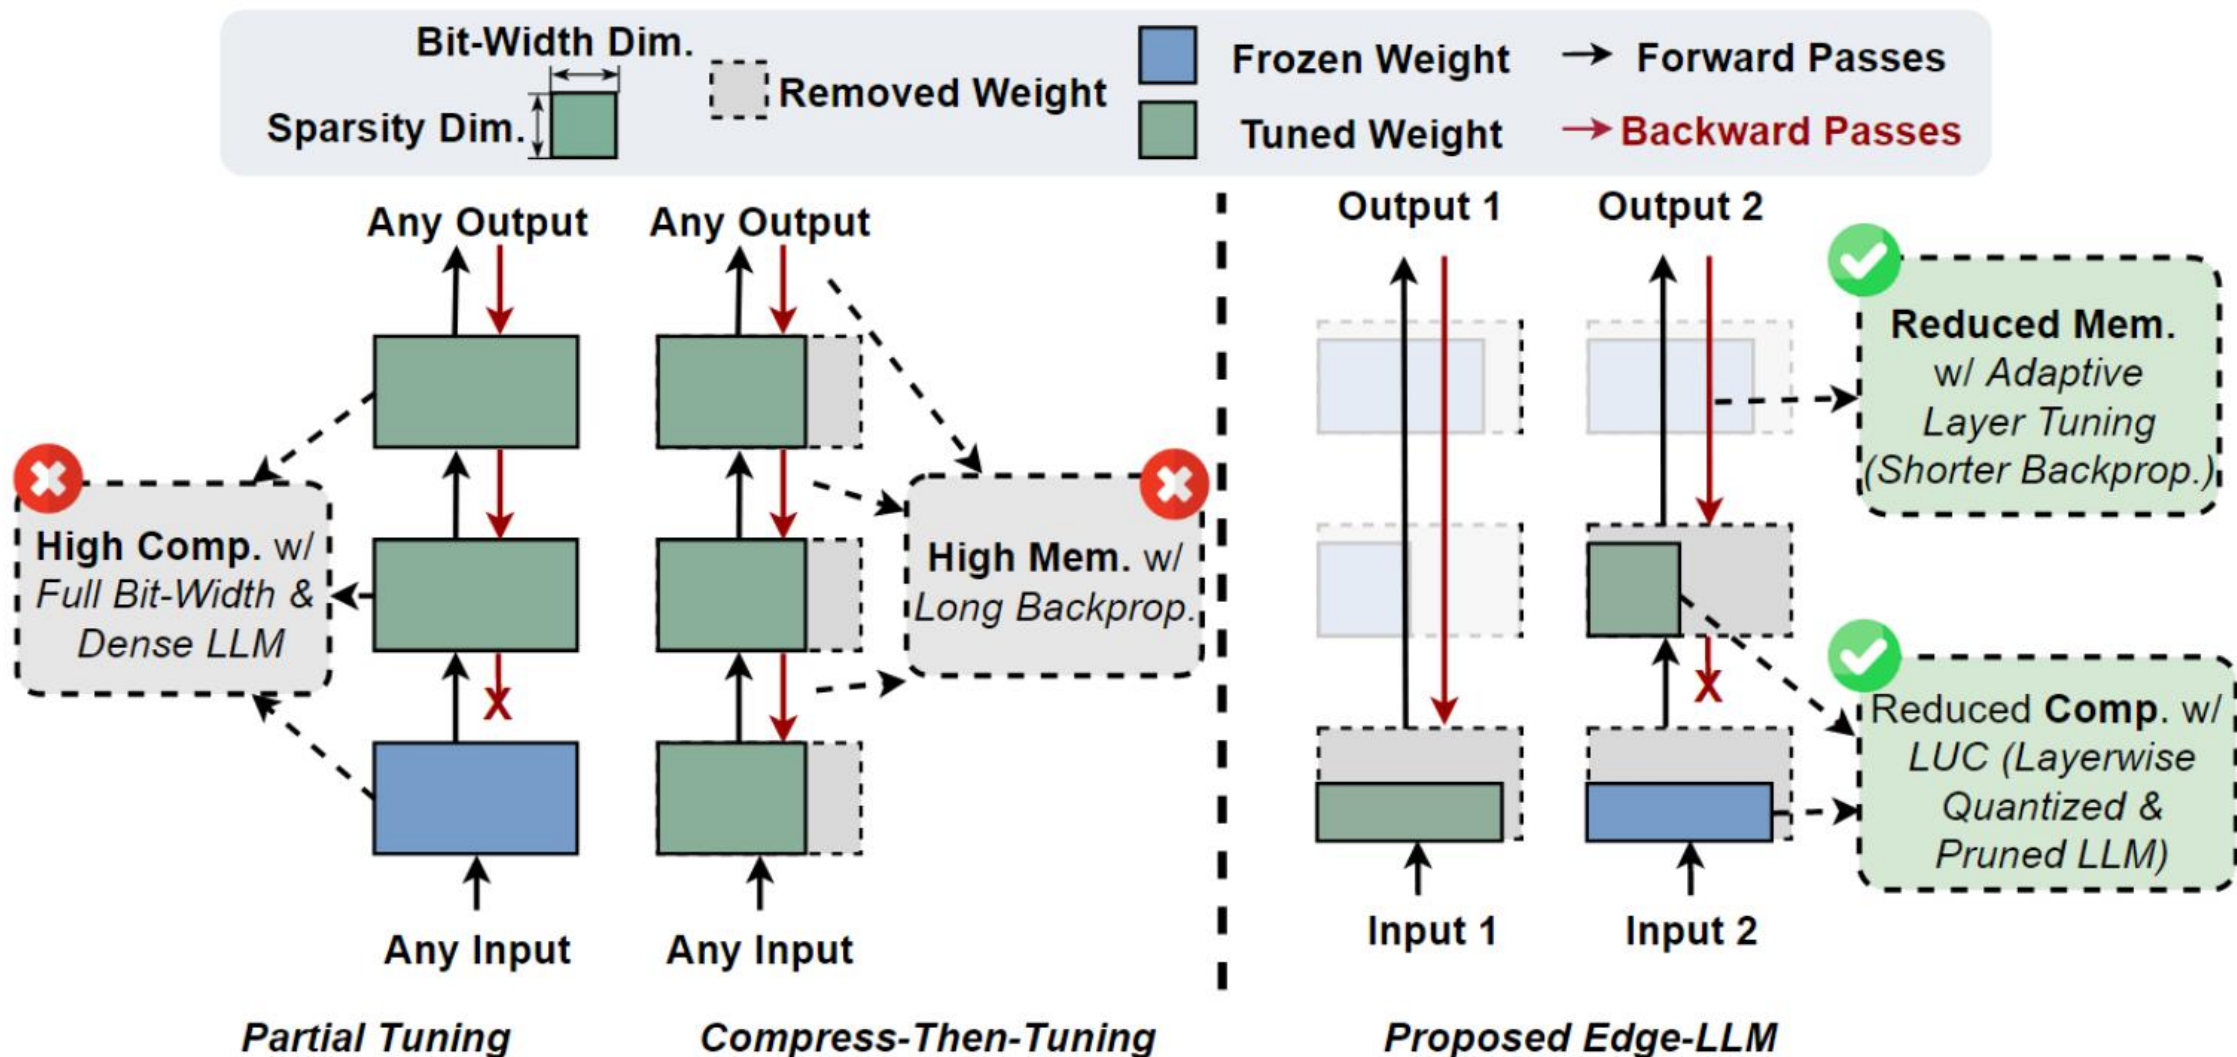 Bit-Width Dim.
Sparsity Dim.
Removed Weight
Frozen Weight
Tuned Weight
Forward Passes
Backward Passes
Any Output
Any Output
Output 1
Output 2
High Comp. w/
Full Bit-Width &
Dense LLM
X
High Mem. w/
Long Backprop.
Reduced Mem.
w/ Adaptive
Layer Tuning
(Shorter Backprop.)
X
Reduced Comp. w/
LUC (Layerwise
Quantized &
Pruned LLM)
Any Input
Any Input
Input 1
Input 2
Partial Tuning
Compress-Then-Tuning
Proposed Edge-LLM